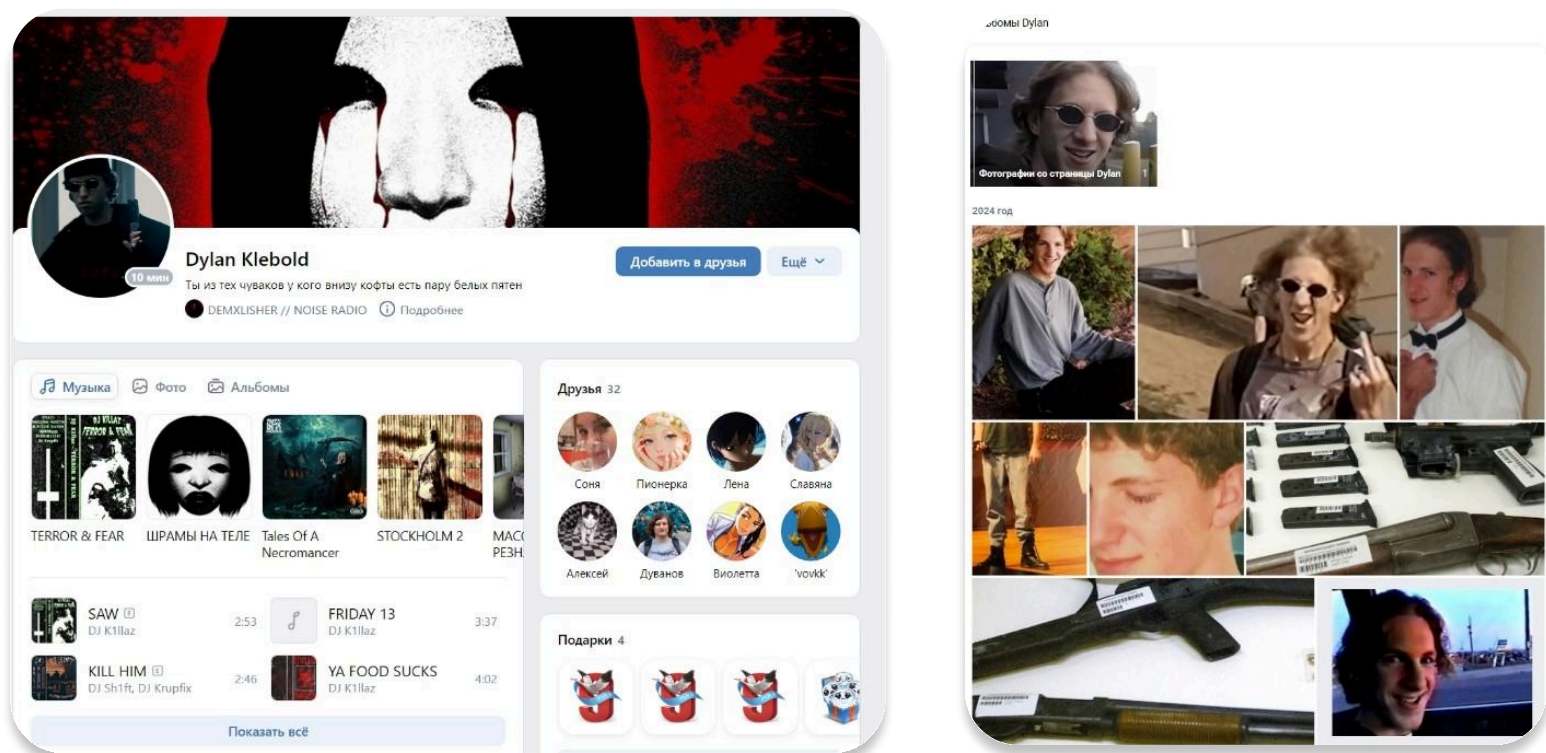 Dylan Klebold
10 мин
Ты из тех чуваков у кого внизу кофты есть пару белых пятен
DEMXLISHER // NOISE RADIO Подробнее
Добавить в друзья
Ещё
Музыка Фото Альбомы
TERROR & FEAR
ШРАМЫ НА ТЕЛЕ
Tales Of A
Necromancer
STOCKHOLM 2
SAW
DJ K1llaz
2:53
FRIDAY 13
DJ K1llaz
3:37
KILL HIM
DJ Sh1ft, DJ Krupfix
2:46
YA FOOD SUCKS
DJ K1llaz
4:02
Показать всё
Друзья 32
Соня Пионерка Лена Славяна
Алексей Дуванов Виолетта 'vovkk'
Подарки 4
Dylan
Фотографии со страницы Dylan 1
2024 год